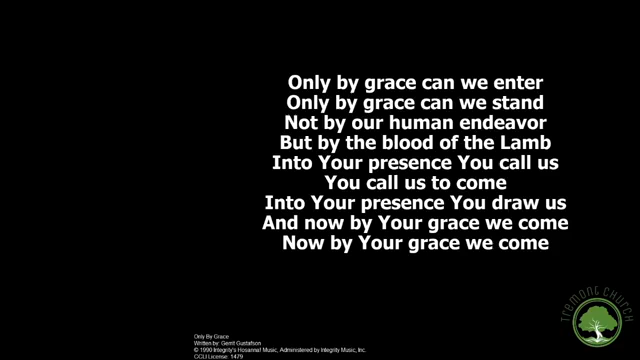 Only by grace can we enter
Only by grace can we stand
Not by our human endeavor
But by the blood of the Lamb
Into Your presence You call us
You call us to come
Into Your presence You draw us
And now by Your grace we come
Now by Your grace we come
Tremont Church
Only By Grace
Written by: Gerrit Gustafson
© 1990 Integrity's Hosanna! Music, Administered by Integrity Music, Inc.
CCLI License: 1479